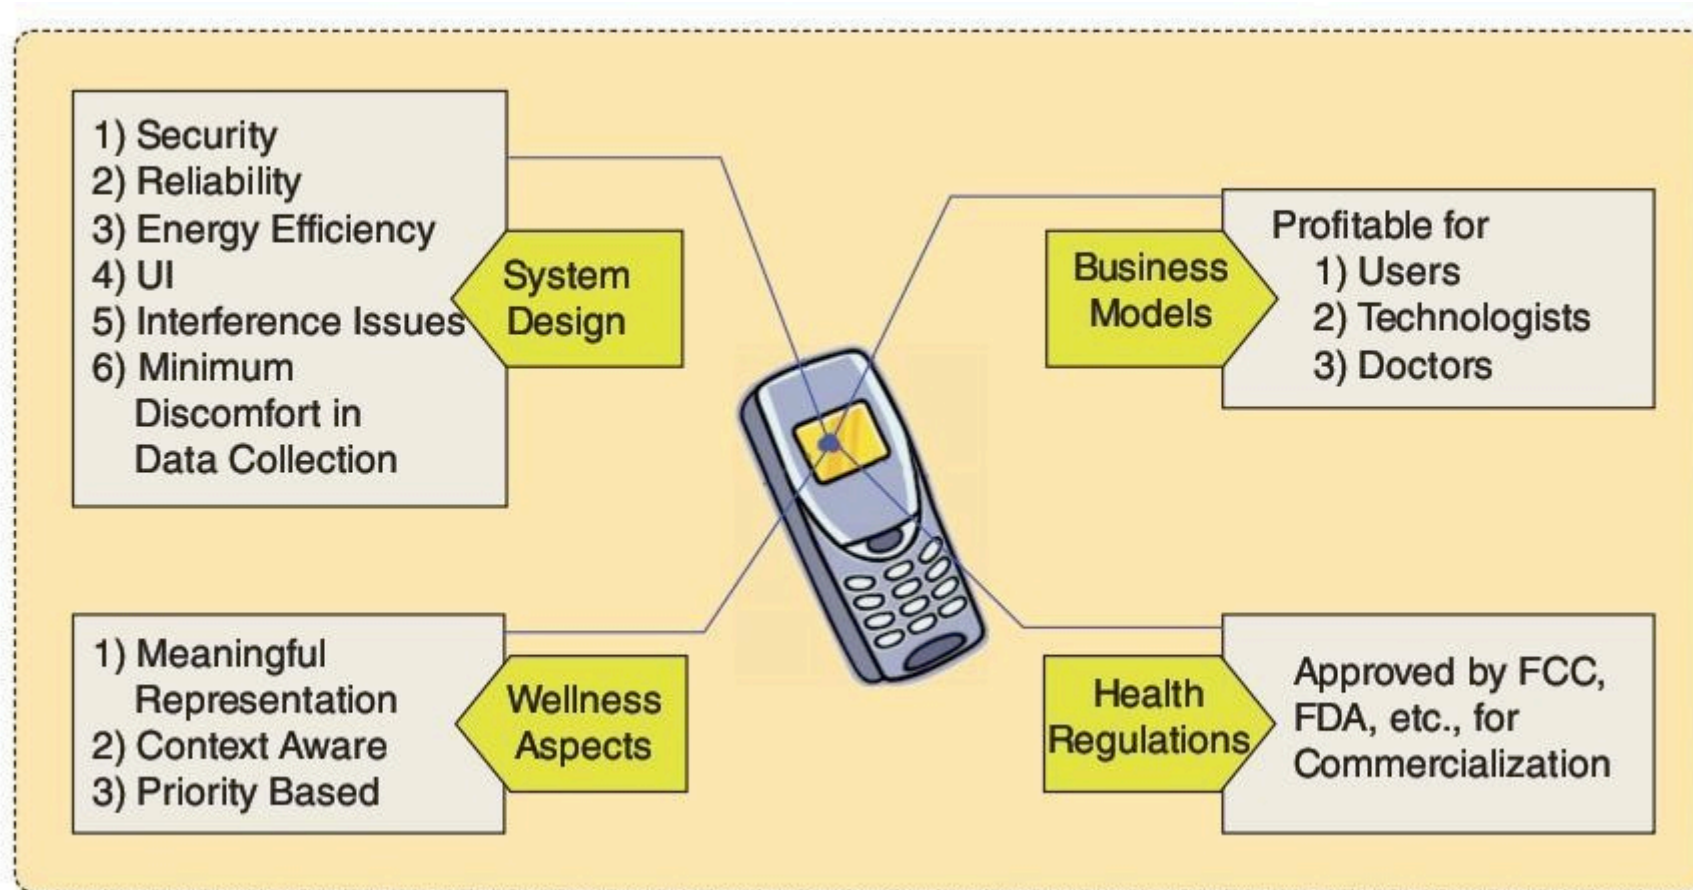 1) Security
2) Reliability
3) Energy Efficiency
4) UI
5) Interference Issues
6) Minimum
Discomfort in
Data Collection
System
Design
Business
Models
Profitable for
1) Users
2) Technologists
3) Doctors
1) Meaningful
Representation
2) Context Aware
3) Priority Based
Wellness
Aspects
Health
Regulations
Approved by FCC,
FDA, etc., for
Commercialization